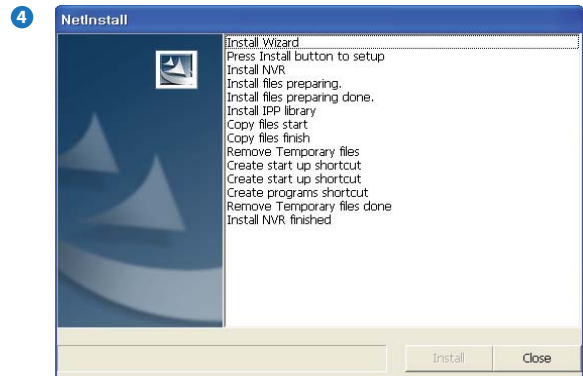 4
NetInstall
Install Wizard
Press Install button to setup
Install NVR
Install files preparing.
Install files preparing done.
Install IPP library
Copy files start
Copy files finish
Remove Temporary files
Create start up shortcut
Create start up shortcut
Create programs shortcut
Remove Temporary files done
Install NVR finished
Install Close